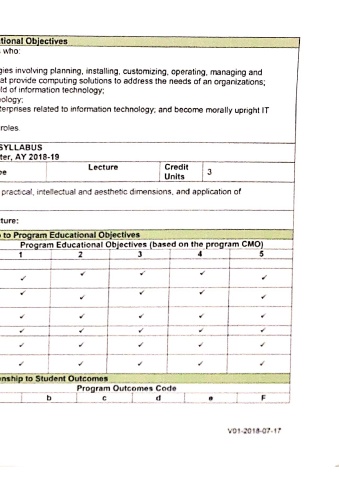 tional Objectives
who:
gies involving planning, installing, customizing, operating, managing and
at provide computing solutions to address the needs of an organizations;
ld of information technology;
ology;
terprises related to information technology; and become morally upright IT
roles.
SYLLABUS
ter, AY 2018-19
Lecture Credit Units 3
practical, intellectual and aesthetic dimensions, and application of
ture:
to Program Educational Objectives
Program Educational Objectives (based on the program CMO)
1 2 3 4 5
✓ ✓ ✓ ✓ ✓
✓ ✓ ✓ ✓ ✓
✓ ✓ ✓ ✓ ✓
✓ ✓ ✓ ✓ ✓
✓ ✓ ✓ ✓ ✓
✓ ✓ ✓ ✓ ✓
nship to Student Outcomes
Program Outcomes Code
b c d e F
V01-2018-07-17